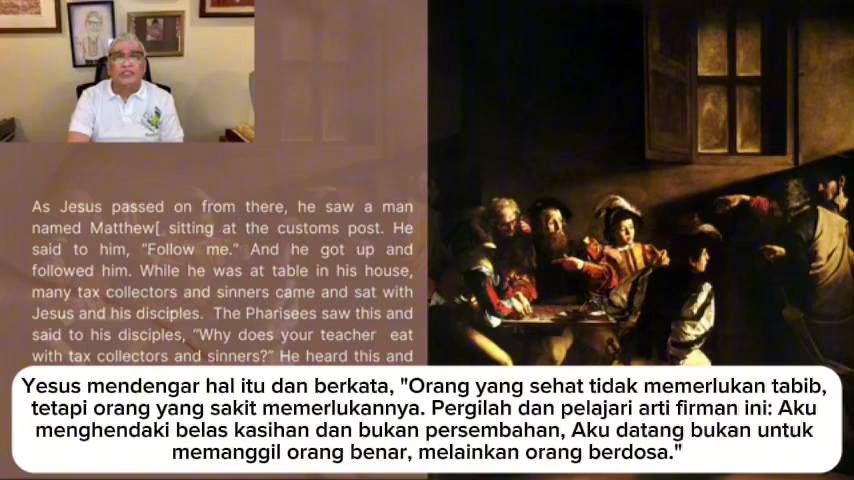 As Jesus passed on from there, he saw a man
named Matthew[ sitting at the customs post. He
said to him, "Follow me." And he got up and
followed him. While he was at table in his house,
many tax collectors and sinners came and sat with
Jesus and his disciples. The Pharisees saw this and
said to his disciples, "Why does your teacher eat
with tax collectors and sinners?" He heard this and
Yesus mendengar hal itu dan berkata, "Orang yang sehat tidak memerlukan tabib,
tetapi orang yang sakit memerlukannya. Pergilah dan pelajari arti firman ini: Aku
menghendaki belas kasihan dan bukan persembahan, Aku datang bukan untuk
memanggil orang benar, melainkan orang berdosa."